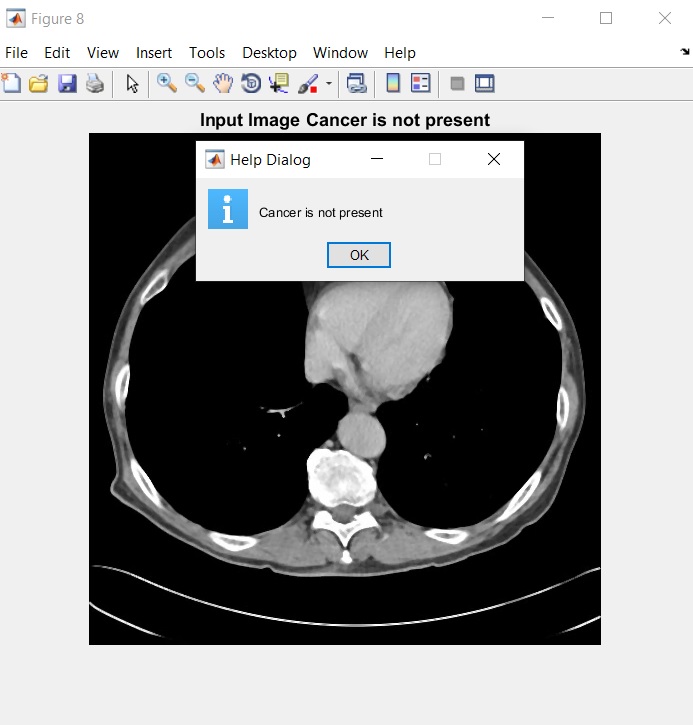 Figure 8
File Edit View Insert Tools Desktop Window Help
Input Image Cancer is not present
Help Dialog
Cancer is not present
OK